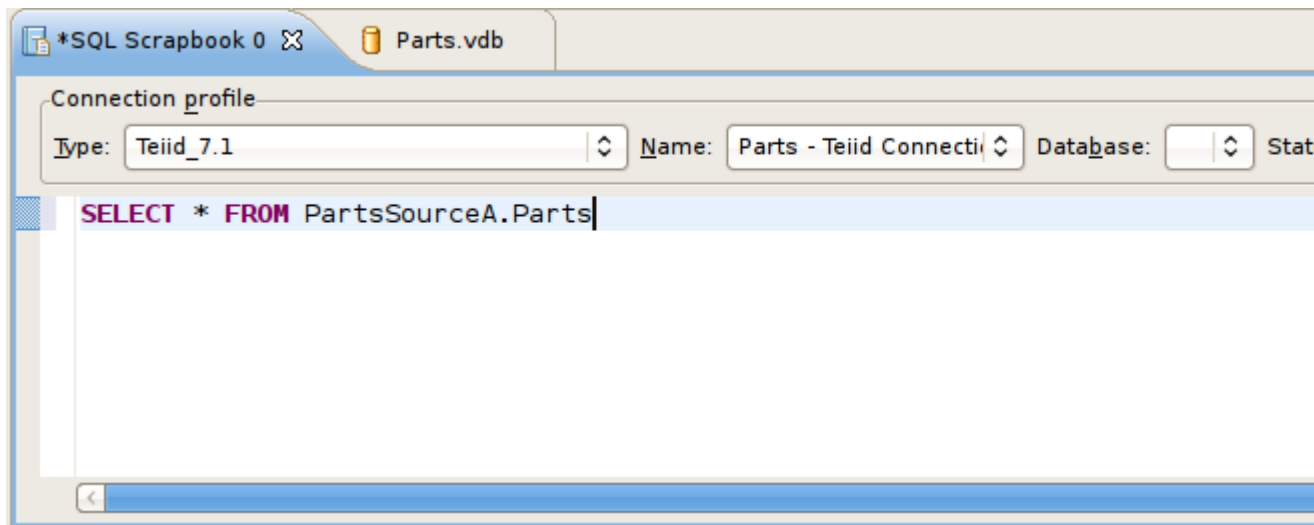 *SQL Scrapbook 0 Parts.vdb
Connection profile
Type: Teiid_7.1 Name: Parts - Teiid Connecti Database: Stat
SELECT * FROM PartsSourceA.Parts